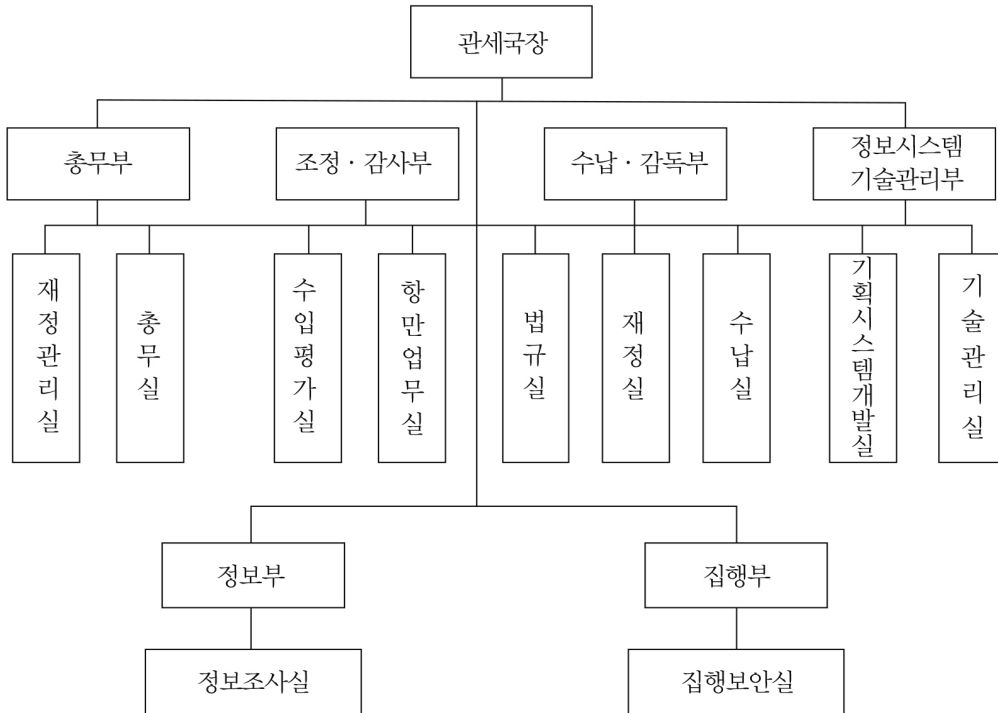 관세국장
총무부
조정·감사부
수납·감독부
정보시스템
기술관리부
재정관리실
총무실
수입평가실
항만업무실
법규실
재정실
수납실
기획시스템개발실
기술관리실
정보부
집행부
정보조사실
집행보안실